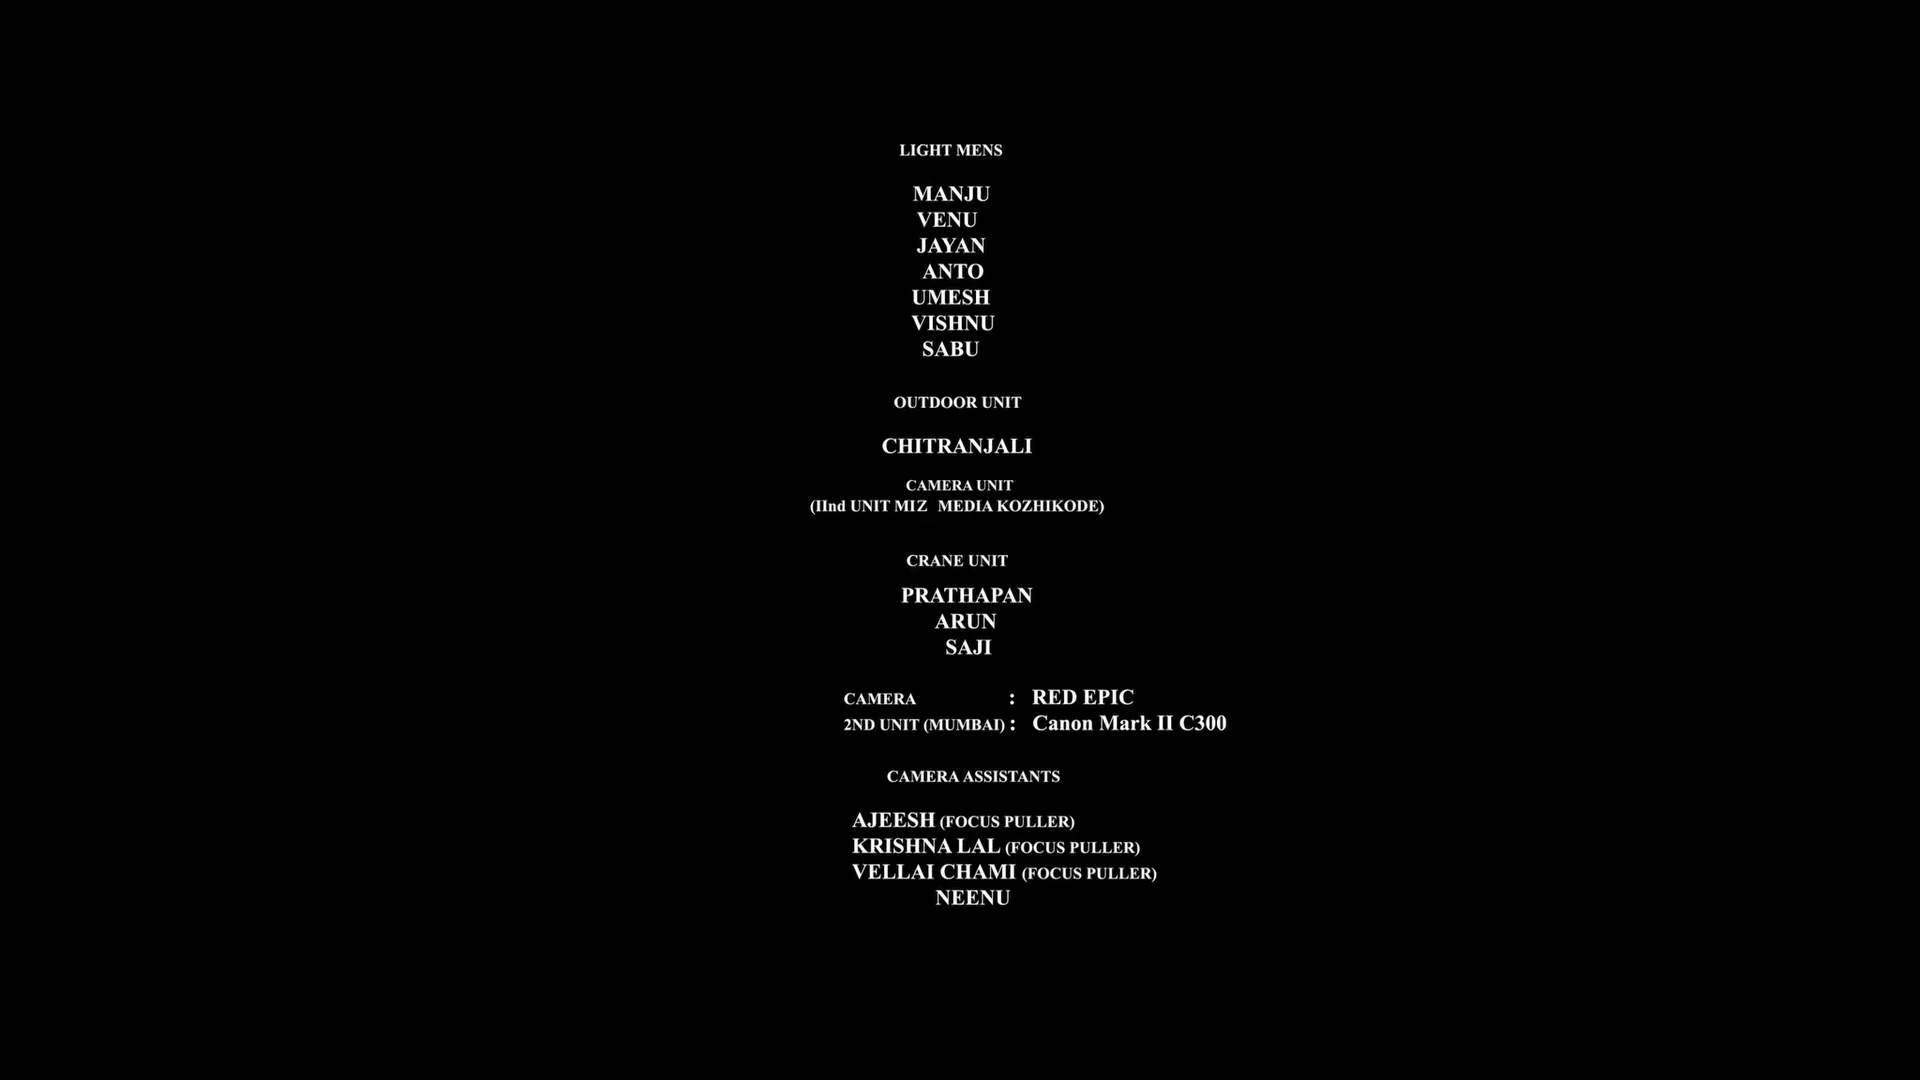 LIGHT MENS
MANJU
VENU
JAYAN
ANTO
UMESH
VISHNU
SABU
OUTDOOR UNIT
CHITRANJALI
CAMERA UNIT
(IInd UNIT MIZ MEDIA KOZHIKODE)
CRANE UNIT
PRATHAPAN
ARUN
SAJI
CAMERA : RED EPIC
2ND UNIT (MUMBAI) : Canon Mark II C300
CAMERA ASSISTANTS
AJEESH (FOCUS PULLER)
KRISHNA LAL (FOCUS PULLER)
VELLAI CHAMI (FOCUS PULLER)
NEENU